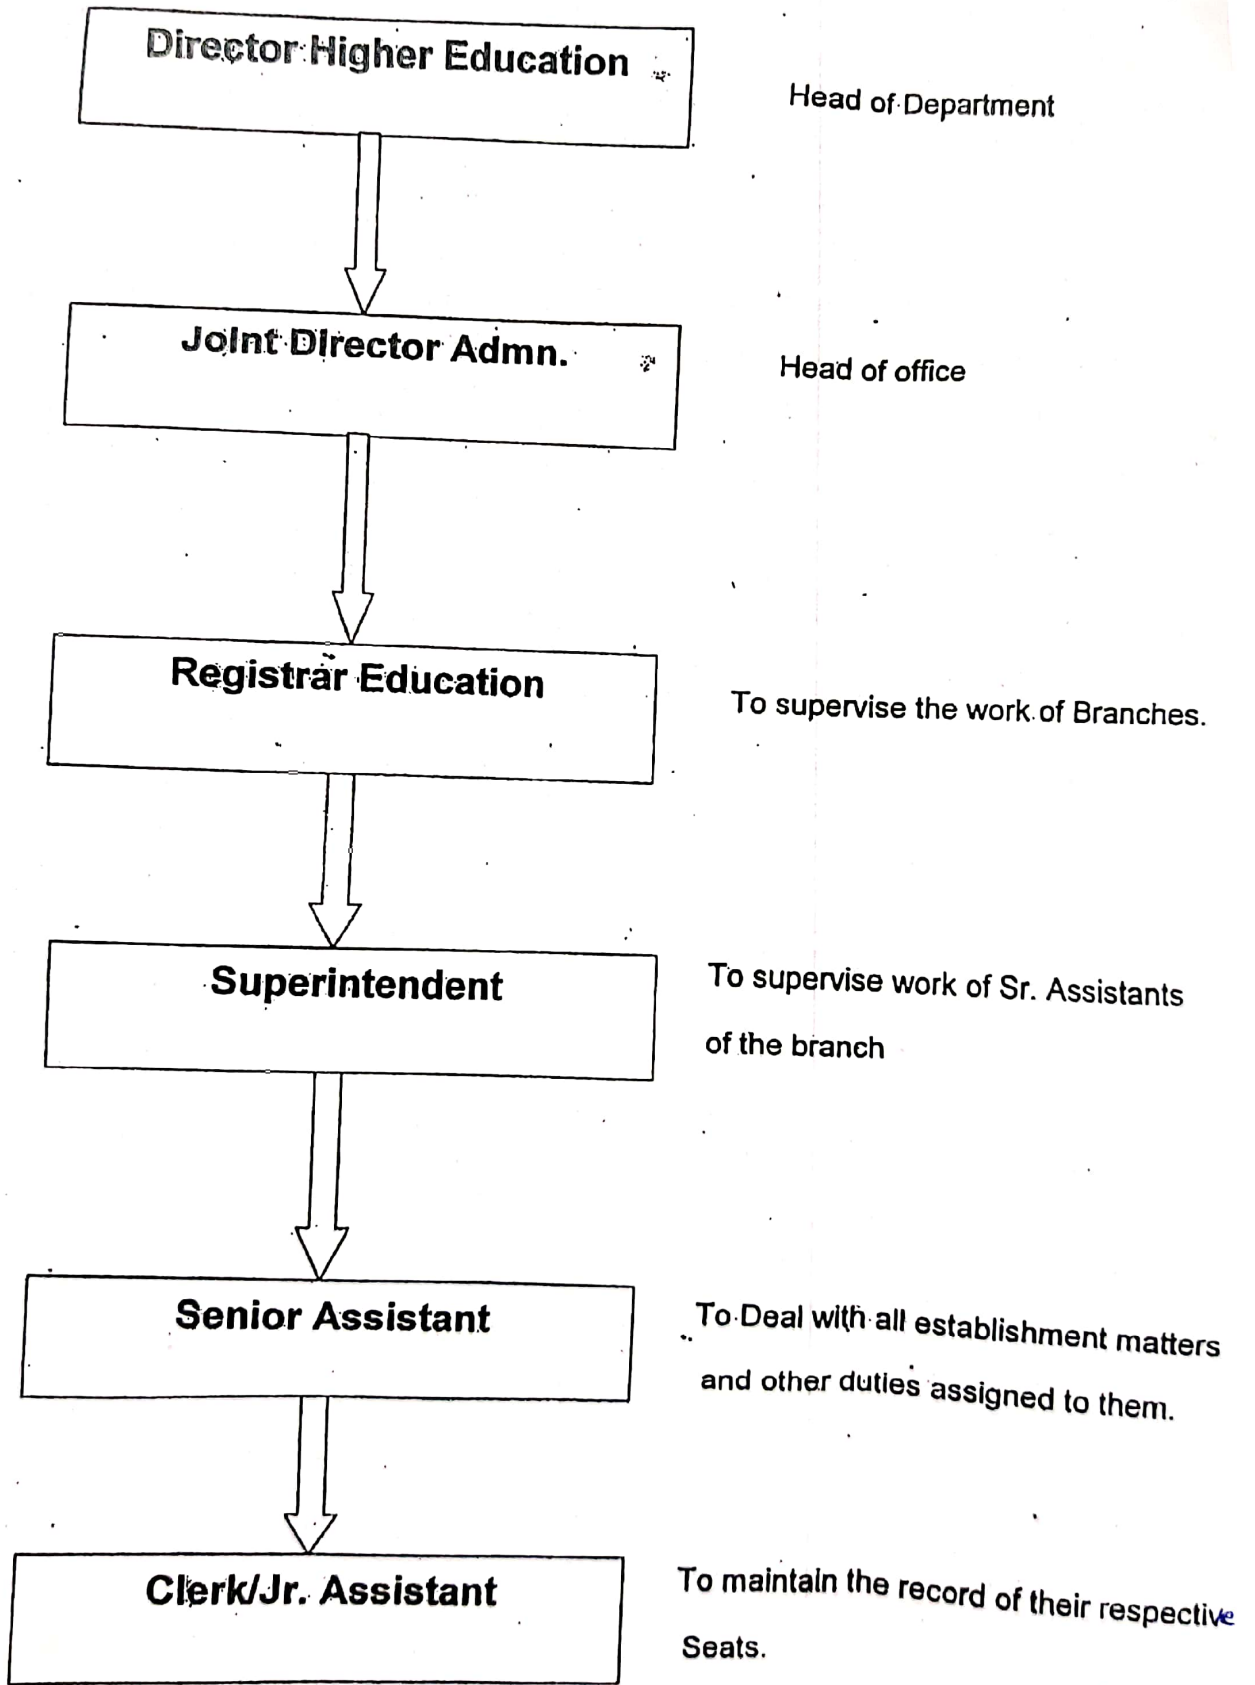 Director Higher Education
Head of Department
Joint Director Admn.
Head of office
Registrar Education
To supervise the work of Branches.
Superintendent
To supervise work of Sr. Assistants
of the branch
Senior Assistant
To Deal with all establishment matters
and other duties assigned to them.
Clerk/Jr. Assistant
To maintain the record of their respective
Seats.